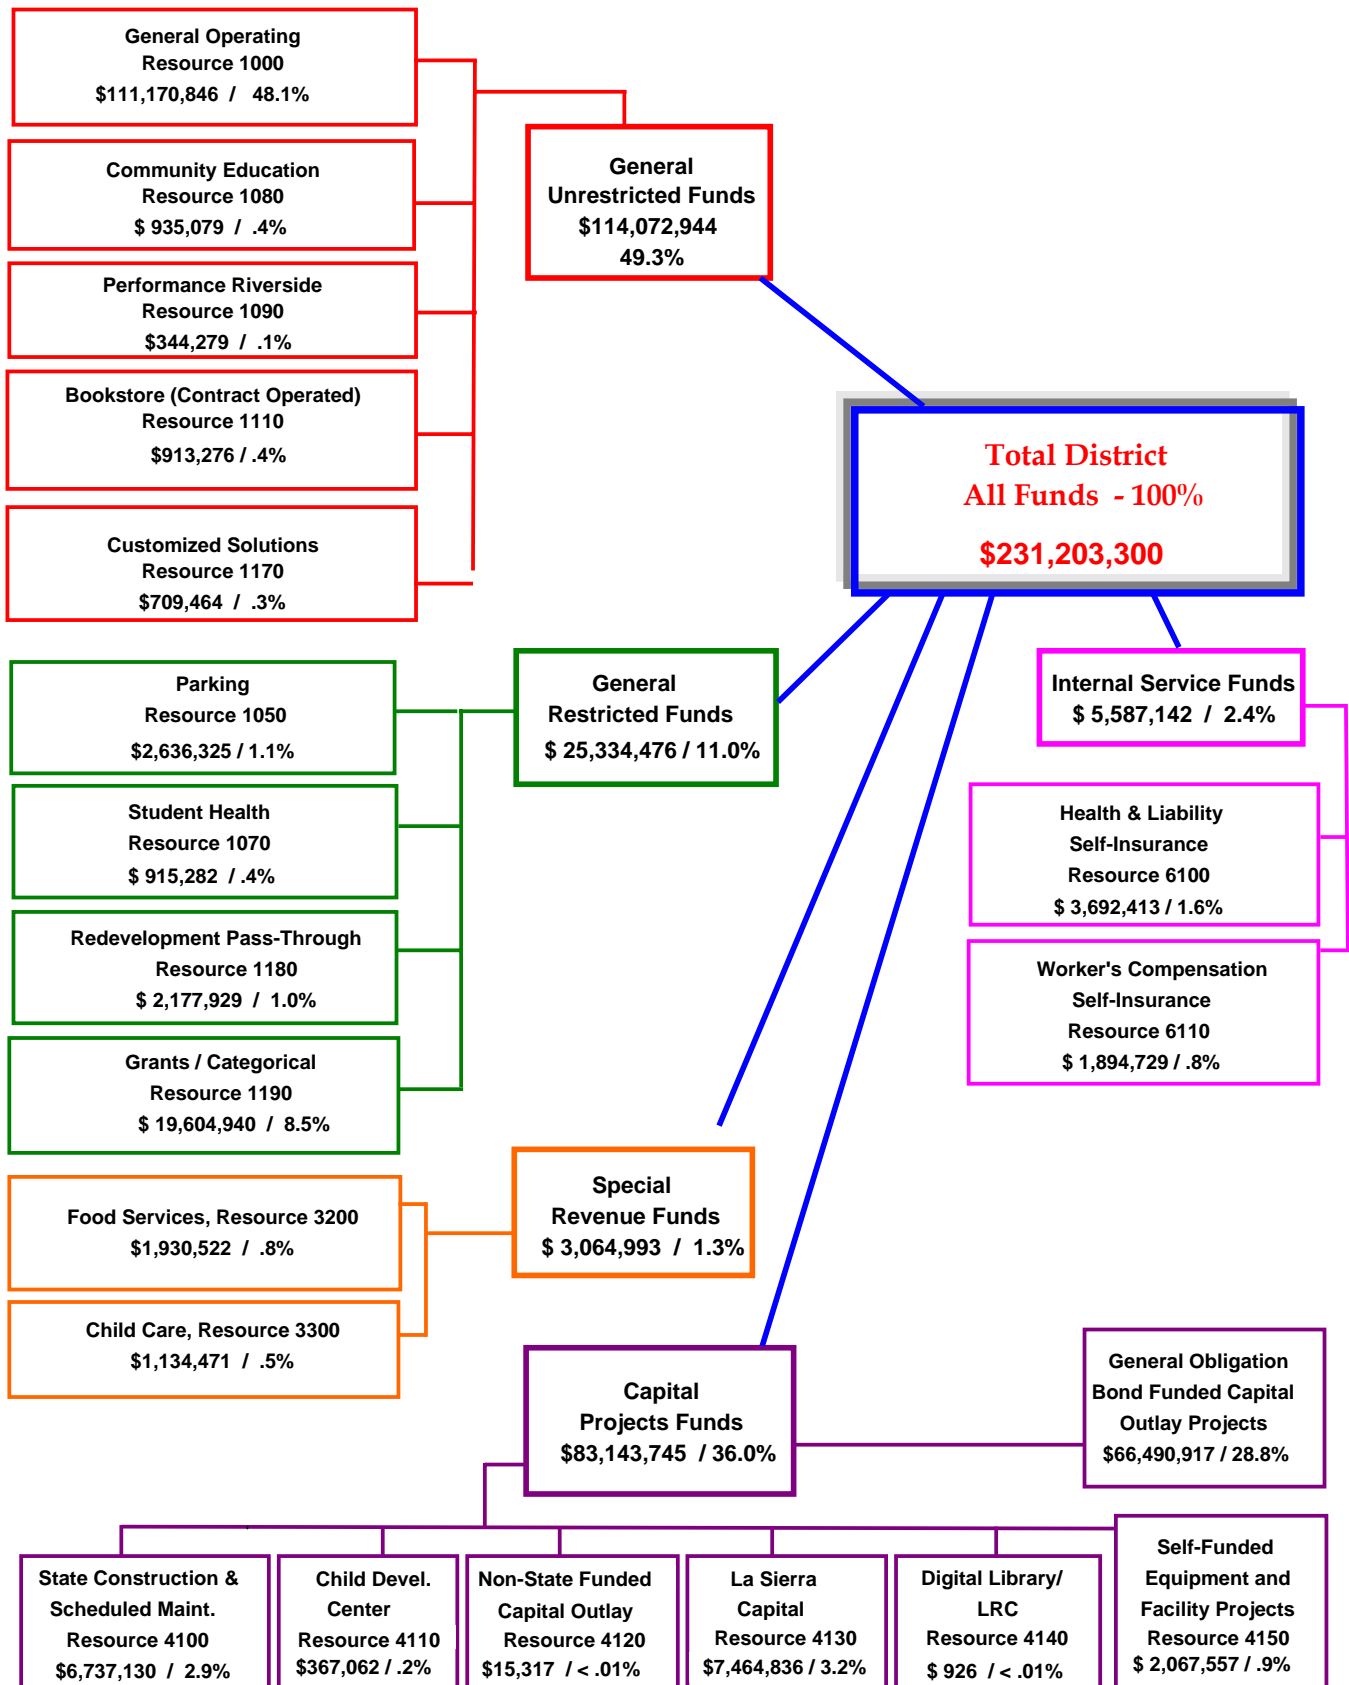 General Operating
Resource 1000
$111,170,846 / 48.1%
Community Education
Resource 1080
$ 935,079 / .4%
Performance Riverside
Resource 1090
$344,279 / .1%
Bookstore (Contract Operated)
Resource 1110
$913,276 / .4%
Customized Solutions
Resource 1170
$709,464 / .3%
General
Unrestricted Funds
$114,072,944
49.3%
Total District
All Funds - 100%
$231,203,300
Parking
Resource 1050
$2,636,325 / 1.1%
Student Health
Resource 1070
$ 915,282 / .4%
Redevelopment Pass-Through
Resource 1180
$ 2,177,929 / 1.0%
Grants / Categorical
Resource 1190
$ 19,604,940 / 8.5%
General
Restricted Funds
$ 25,334,476 / 11.0%
Internal Service Funds
$ 5,587,142 / 2.4%
Health & Liability
Self-Insurance
Resource 6100
$ 3,692,413 / 1.6%
Worker's Compensation
Self-Insurance
Resource 6110
$ 1,894,729 / .8%
Food Services, Resource 3200
$1,930,522 / .8%
Child Care, Resource 3300
$1,134,471 / .5%
Special
Revenue Funds
$ 3,064,993 / 1.3%
Capital
Projects Funds
$83,143,745 / 36.0%
General Obligation
Bond Funded Capital
Outlay Projects
$66,490,917 / 28.8%
State Construction &
Scheduled Maint.
Resource 4100
$6,737,130 / 2.9%
Child Devel.
Center
Resource 4110
$367,062 / .2%
Non-State Funded
Capital Outlay
Resource 4120
$15,317 / < .01%
La Sierra
Capital
Resource 4130
$7,464,836 / 3.2%
Digital Library/
LRC
Resource 4140
$ 926 / < .01%
Self-Funded
Equipment and
Facility Projects
Resource 4150
$ 2,067,557 / .9%